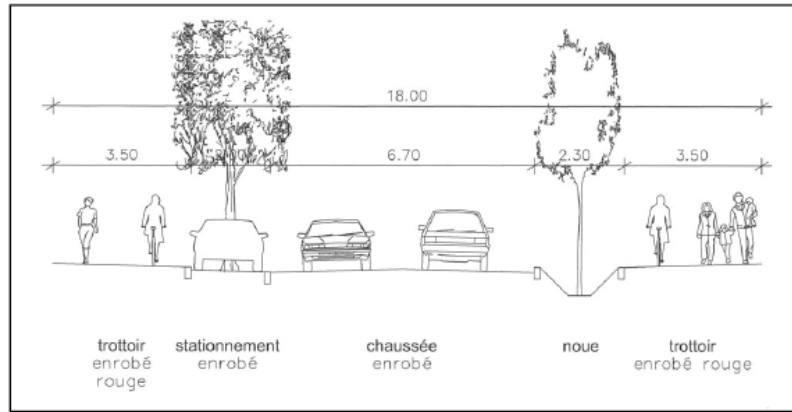 18.00
3.50 6.70 2.30 3.50
trottoir stationnement chaussée noue trottoir
enrobé enrobé enrobé enrobé rouge
rouge